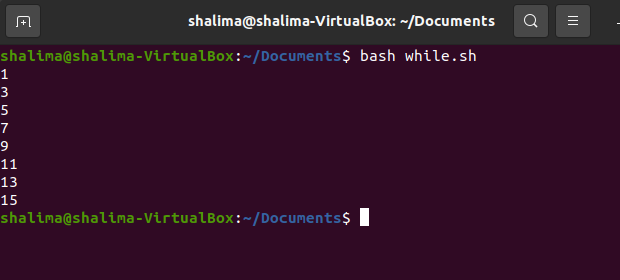 shalima@shalima-VirtualBox: ~/Documents
shalima@shalima-VirtualBox:~/Documents$ bash while.sh
1
3
5
7
9
11
13
15
shalima@shalima-VirtualBox:~/Documents$